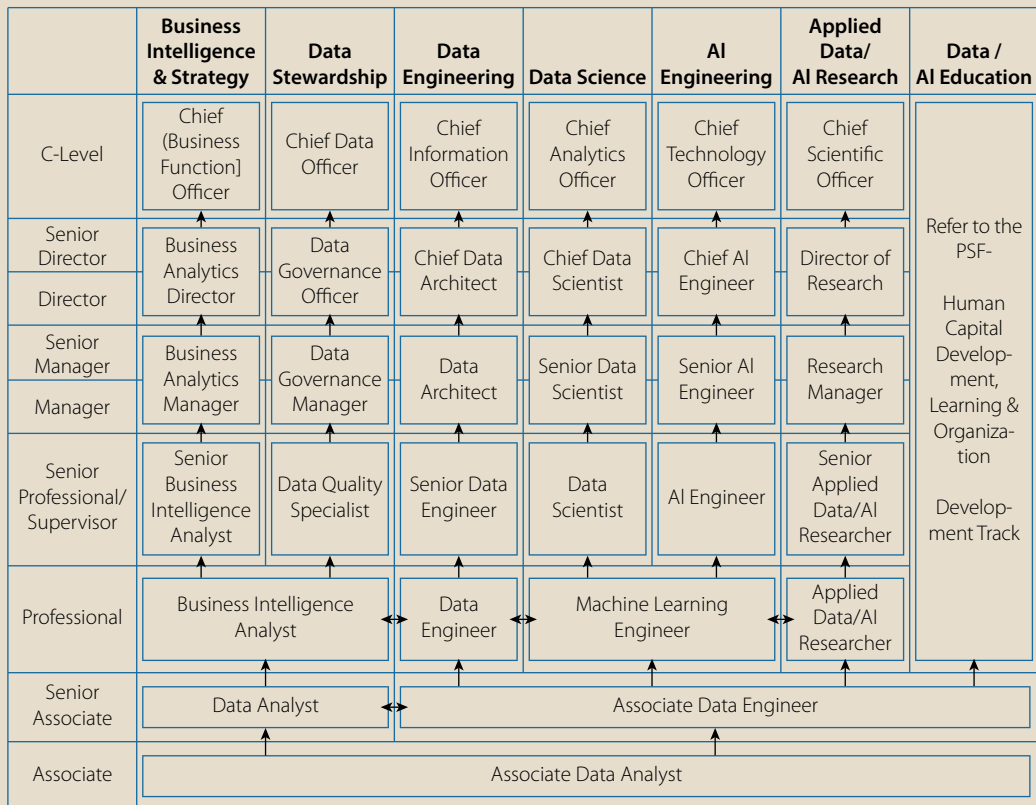 Business
Intelligence
& Strategy
Data
Stewardship
Data
Engineering
Data Science
AI
Engineering
Applied
Data/
AI Research
Data /
AI Education
C-Level
Chief
(Business
Function]
Officer
Chief Data
Officer
Chief
Information
Officer
Chief
Analytics
Officer
Chief
Technology
Officer
Chief
Scientific
Officer
Refer to the
PSF-
Human
Capital
Develop-
ment,
Learning &
Organiza-
tion
Develop-
ment Track
Senior
Director
Director
Business
Analytics
Director
Data
Governance
Officer
Chief Data
Architect
Chief Data
Scientist
Chief AI
Engineer
Director of
Research
Senior
Manager
Manager
Business
Analytics
Manager
Data
Governance
Manager
Data
Architect
Senior Data
Scientist
Senior AI
Engineer
Research
Manager
Senior
Professional/
Supervisor
Senior
Business
Intelligence
Analyst
Data Quality
Specialist
Senior Data
Engineer
Data
Scientist
AI Engineer
Senior
Applied
Data/AI
Researcher
Professional
Business Intelligence
Analyst
Data
Engineer
Machine Learning
Engineer
Applied
Data/AI
Researcher
Senior
Associate
Data Analyst
Associate Data Engineer
Associate
Associate Data Analyst